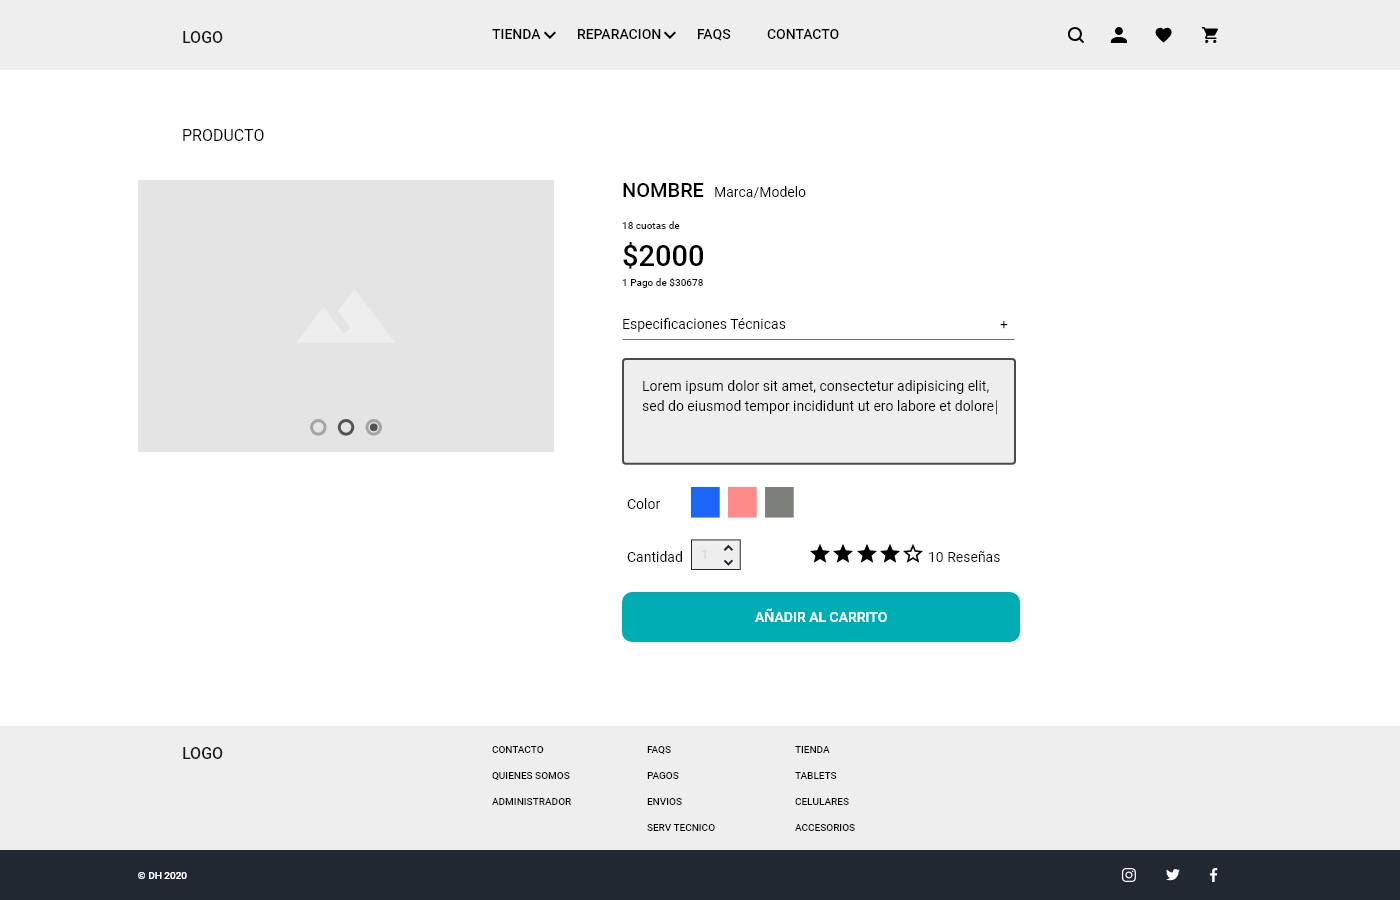 LOGO
TIENDA REPARACION FAQS CONTACTO
PRODUCTO
NOMBRE Marca/Modelo
18 cuotas de
$2000
1 Pago de $30678
Especificaciones Técnicas +
Lorem ipsum dolor sit amet, consectetur adipisicing elit,
sed do eiusmod tempor incididunt ut ero labore et dolore|
Color
Cantidad 1 10 Reseñas
AÑADIR AL CARRITO
LOGO
CONTACTO FAQS TIENDA
QUIENES SOMOS PAGOS TABLETS
ADMINISTRADOR ENVIOS CELULARES
SERV TECNICO ACCESORIOS
© DH 2020